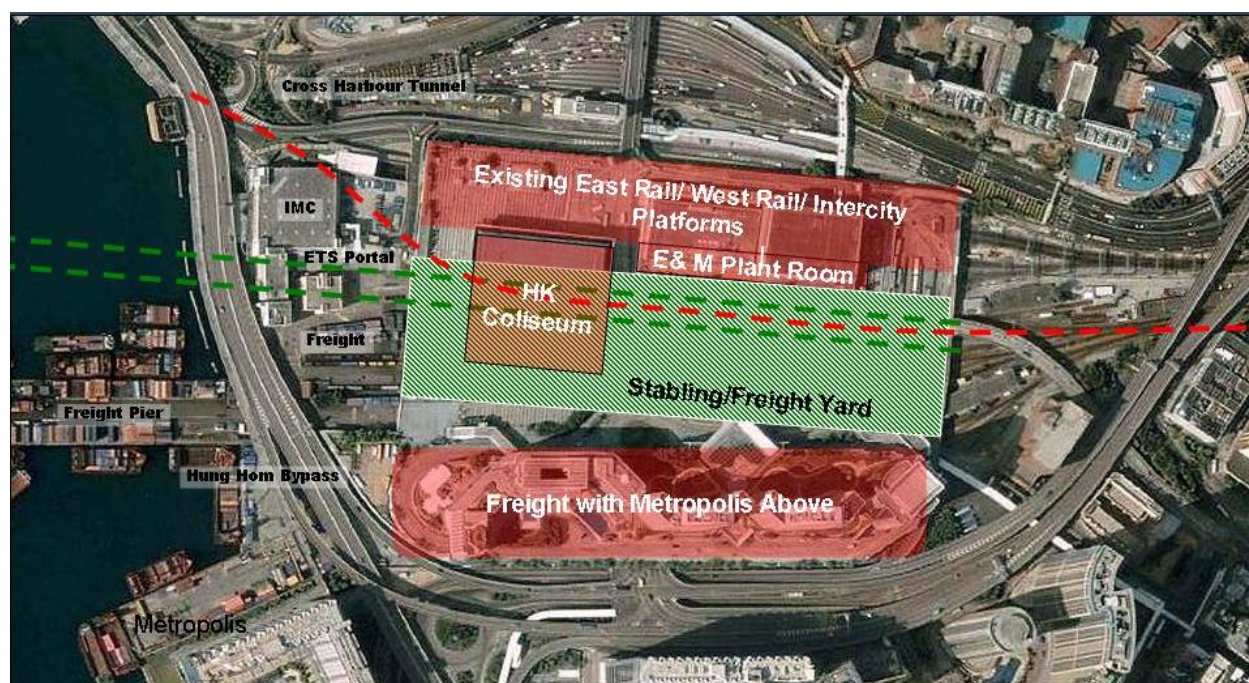 Cross Harbour Tunnel
Existing East Rail/ West Rail/ Intercity
Platforms
IMC
ETS Portal
E& M Plant Room
HK
Coliseum
Freight
Stabling/Freight Yard
Freight Pier
Hung Hom Bypass
Freight with Metropolis Above
Metropolis